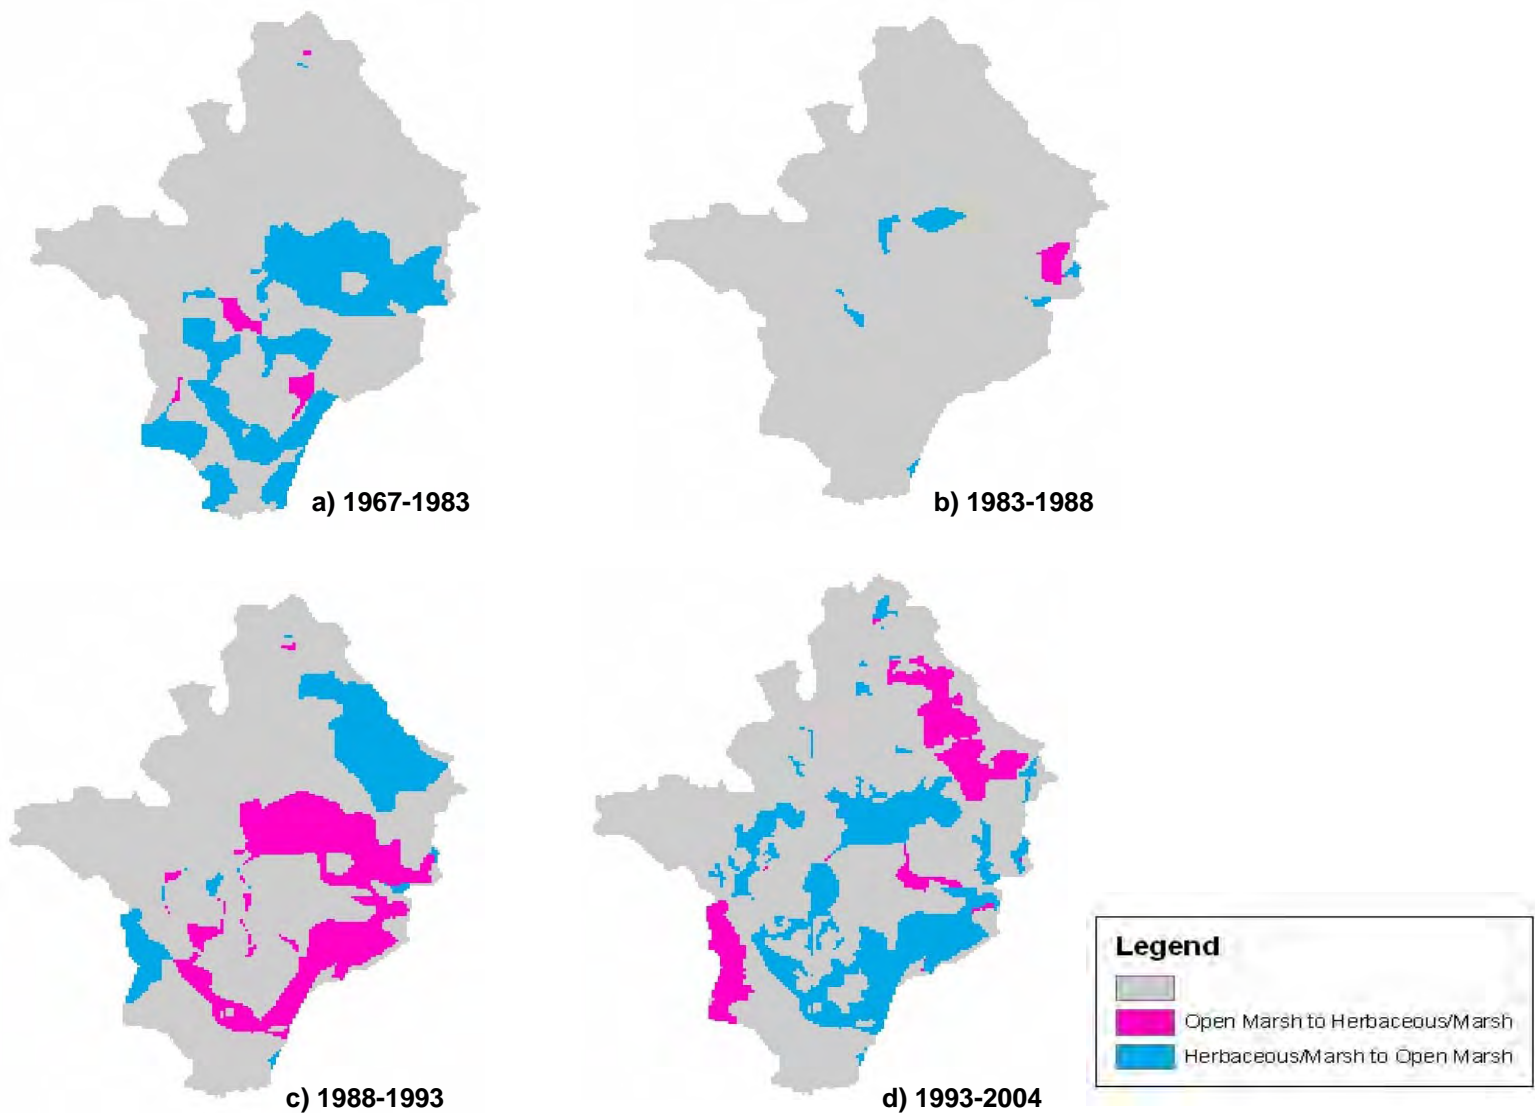 a) 1967-1983
b) 1983-1988
c) 1988-1993
d) 1993-2004
Legend
Open Marsh to Herbaceous/Marsh
Herbaceous/Marsh to Open Marsh